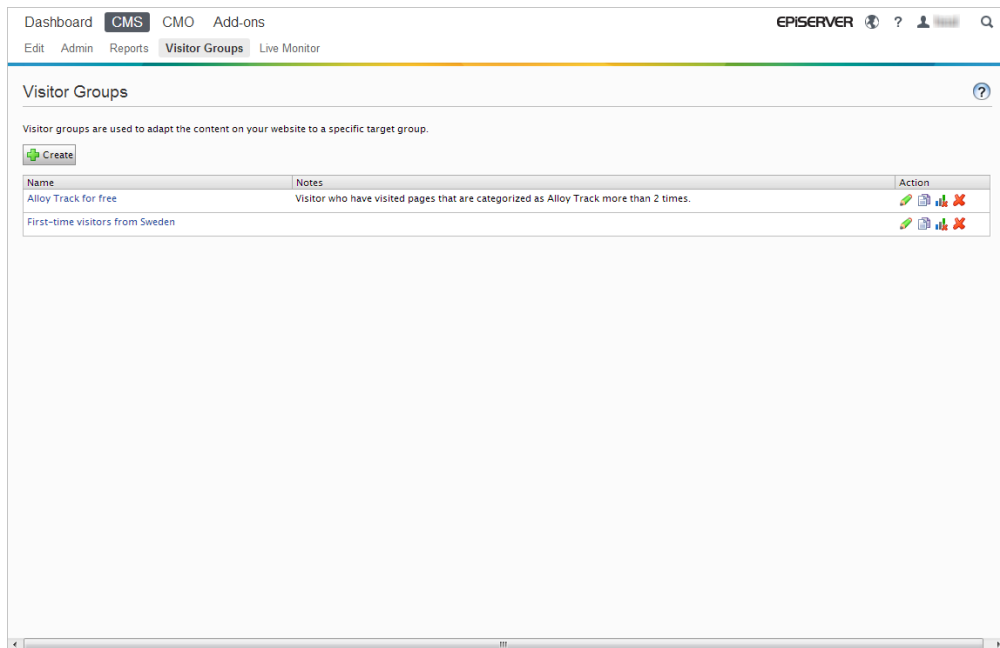 Dashboard CMS CMO Add-ons EPiSERVER ?
Edit Admin Reports Visitor Groups Live Monitor
Visitor Groups ?
Visitor groups are used to adapt the content on your website to a specific target group.
Create
Name Notes Action
Alloy Track for free Visitor who have visited pages that are categorized as Alloy Track more than 2 times.
First-time visitors from Sweden